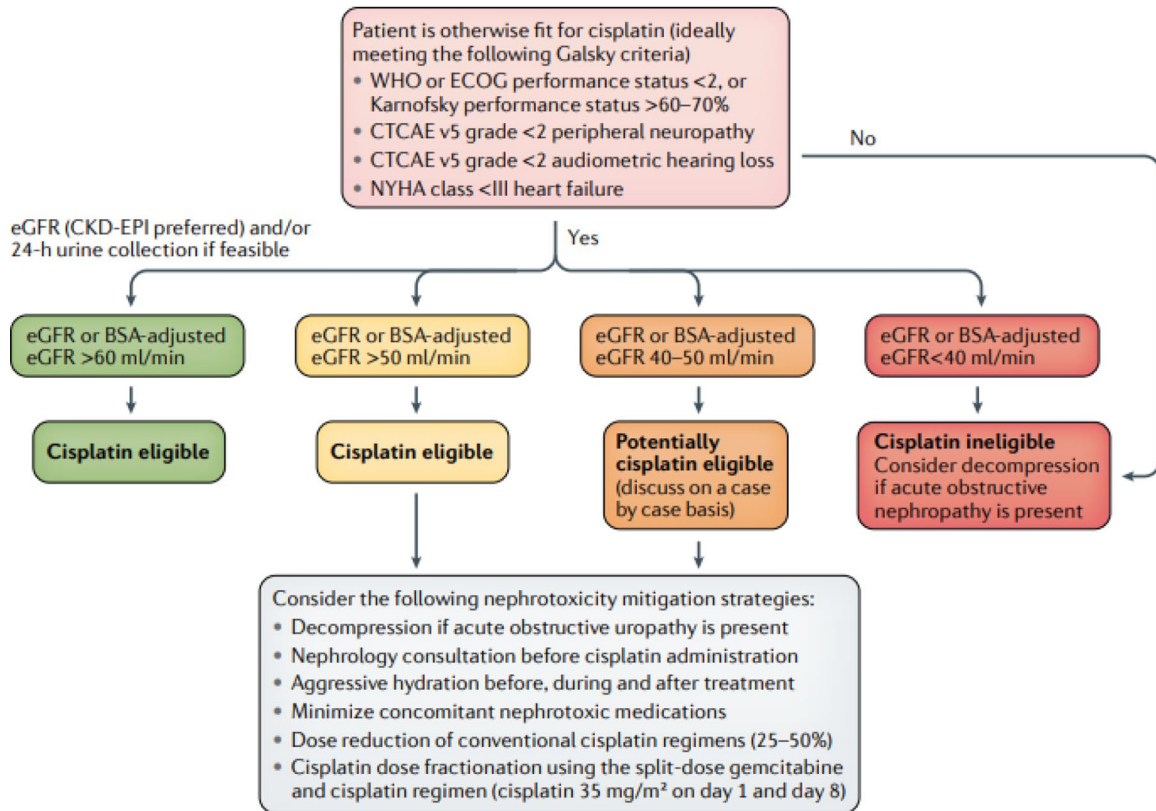 Patient is otherwise fit for cisplatin (ideally
meeting the following Galsky criteria)
• WHO or ECOG performance status <2, or
Karnofsky performance status >60–70%
• CTCAE v5 grade <2 peripheral neuropathy
• CTCAE v5 grade <2 audiometric hearing loss
• NYHA class <III heart failure
No
eGFR (CKD-EPI preferred) and/or
24-h urine collection if feasible
Yes
eGFR or BSA-adjusted
eGFR >60 ml/min
eGFR or BSA-adjusted
eGFR >50 ml/min
eGFR or BSA-adjusted
eGFR 40–50 ml/min
eGFR or BSA-adjusted
eGFR<40 ml/min
Cisplatin eligible
Cisplatin eligible
Potentially
cisplatin eligible
(discuss on a case
by case basis)
Cisplatin ineligible
Consider decompression
if acute obstructive
nephropathy is present
Consider the following nephrotoxicity mitigation strategies:
• Decompression if acute obstructive uropathy is present
• Nephrology consultation before cisplatin administration
• Aggressive hydration before, during and after treatment
• Minimize concomitant nephrotoxic medications
• Dose reduction of conventional cisplatin regimens (25–50%)
• Cisplatin dose fractionation using the split-dose gemcitabine
and cisplatin regimen (cisplatin 35 mg/m² on day 1 and day 8)